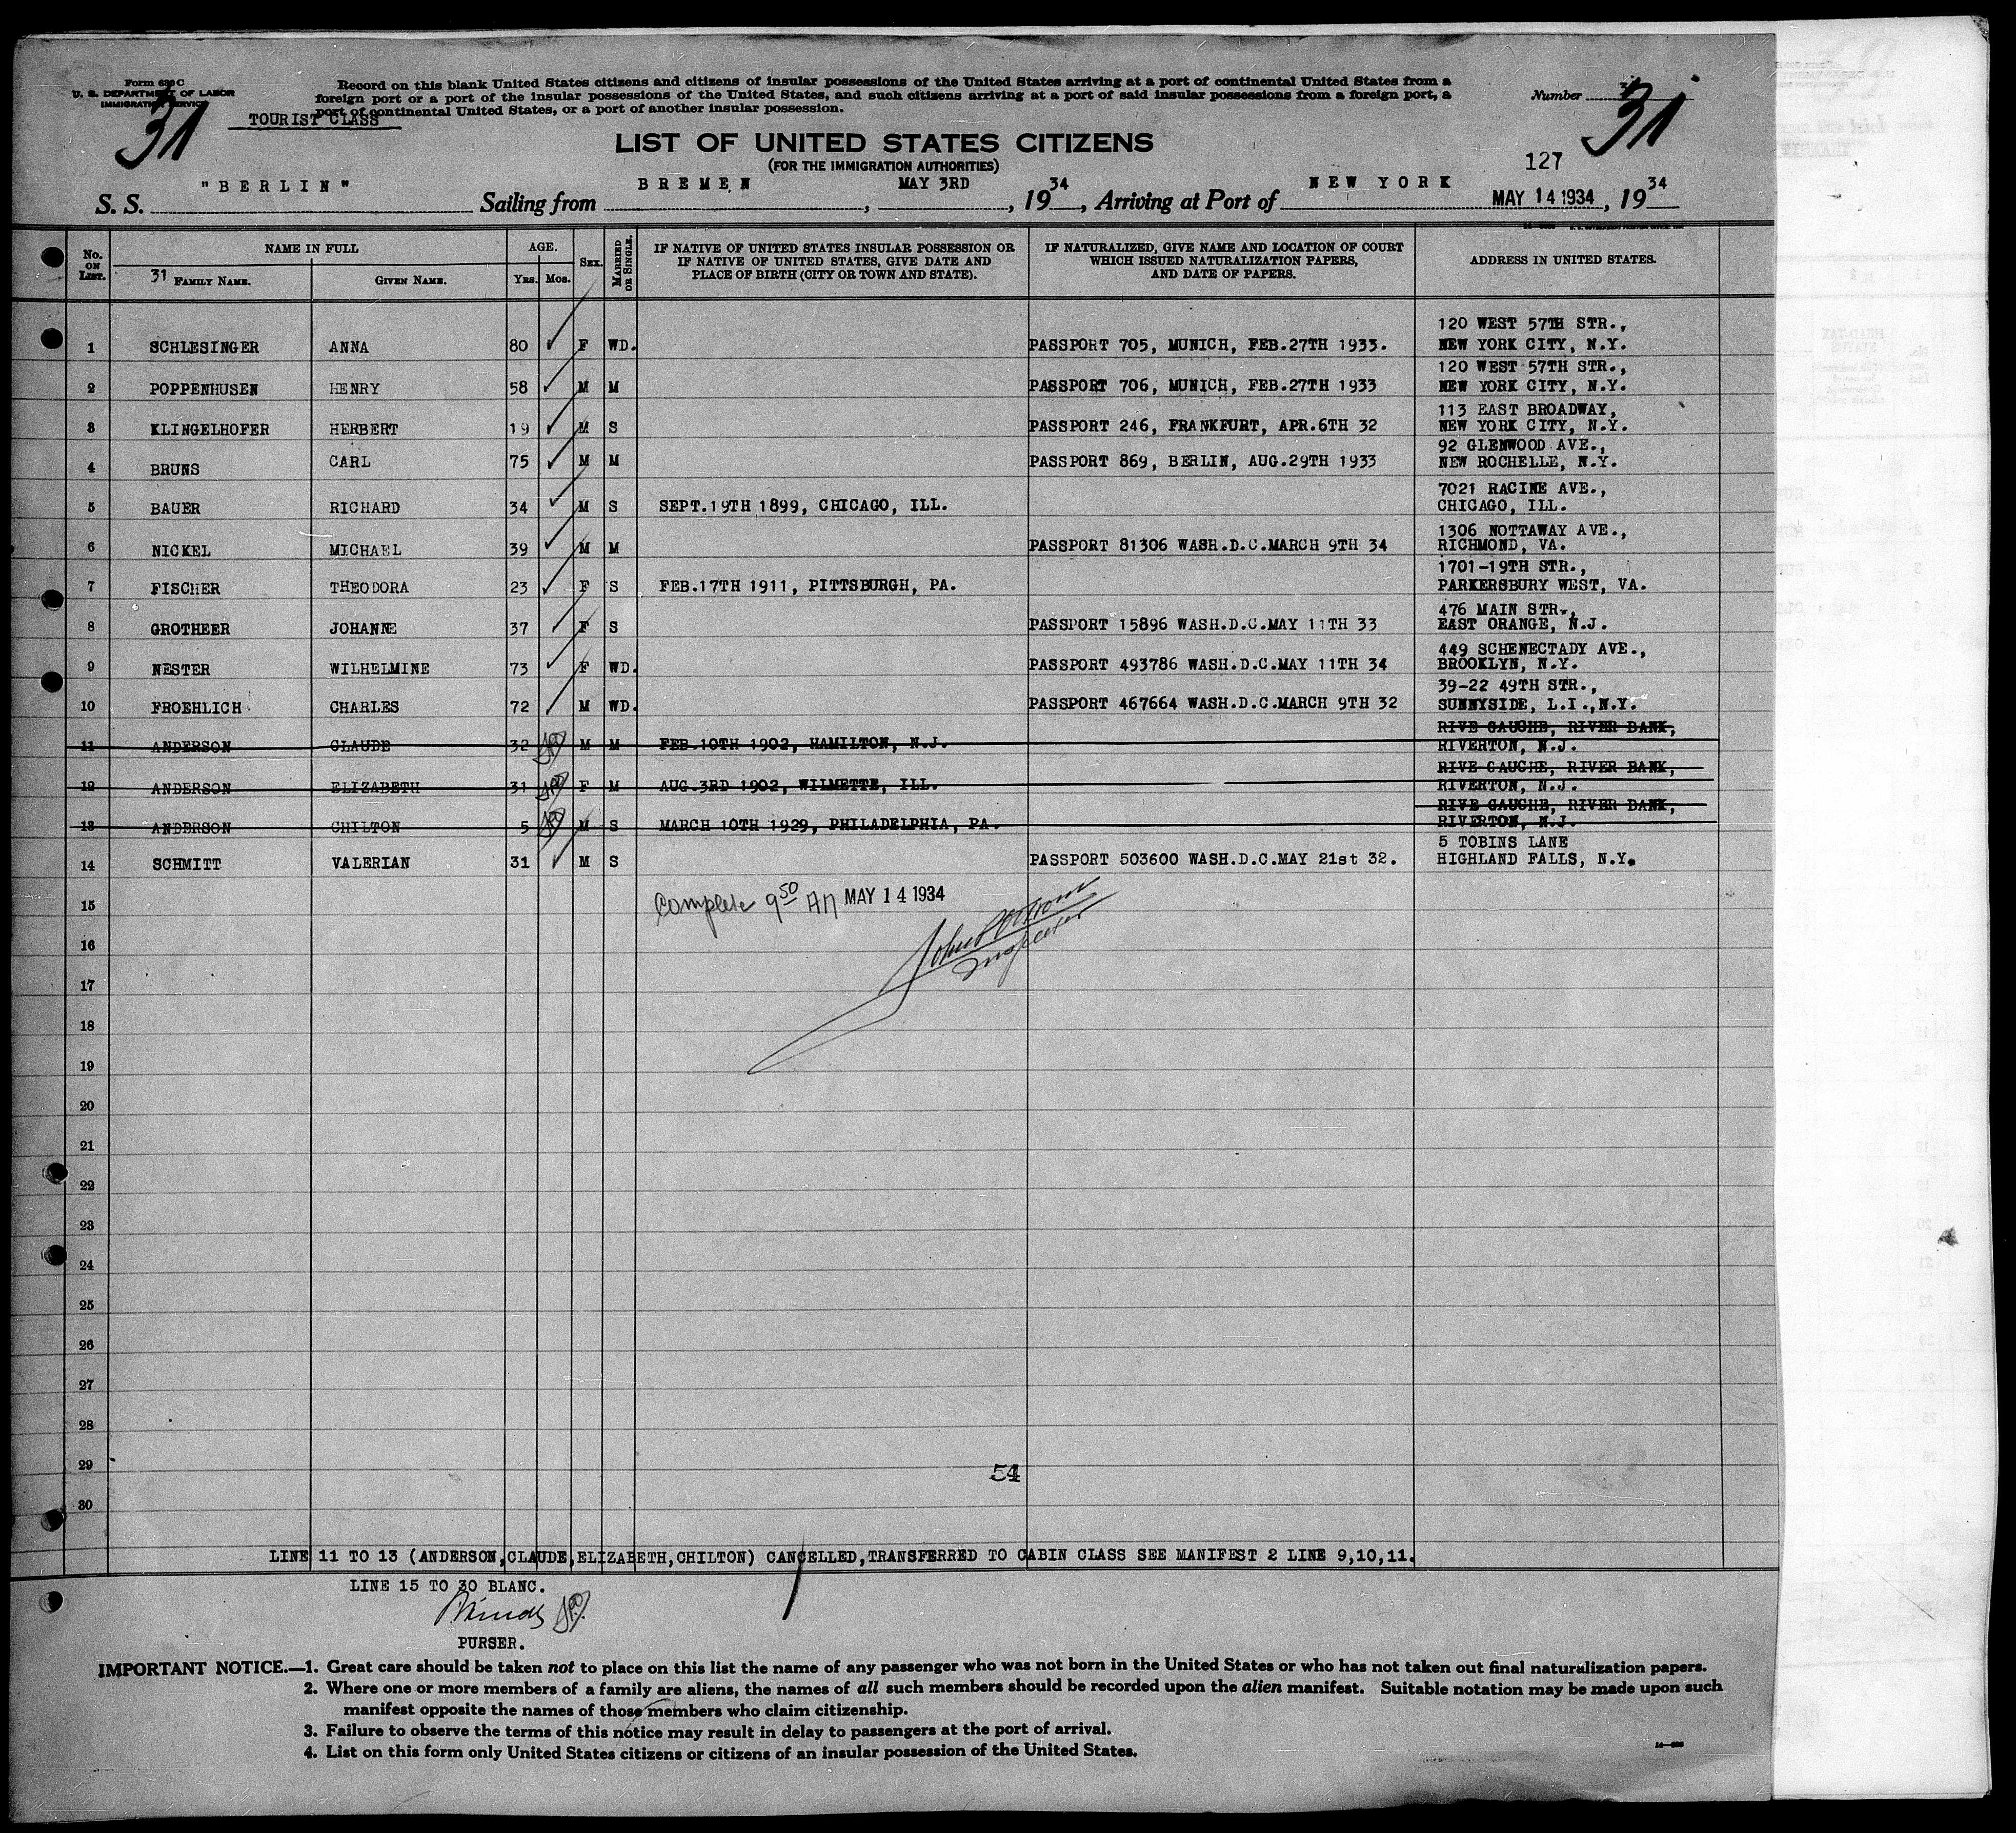 Form 630 C
U. S. DEPARTMENT OF LABOR
IMMIGRATION SERVICE
31
TOURIST CLASS
Record on this blank United States citizens and citizens of insular possessions of the United States arriving at a port of continental United States from a
foreign port or a port of the insular possessions of the United States, and such citizens arriving at a port of said insular possessions from a foreign port, a
port of continental United States, or a port of another insular possession.
Number
31
LIST OF UNITED STATES CITIZENS
(FOR THE IMMIGRATION AUTHORITIES)
127
S. S. "BERLIN" Sailing from BREMEN, MAY 3RD, 1934, Arriving at Port of NEW YORK MAY 14 1934, 1934
No. ON LIST. NAME IN FULL AGE. SEX. MARRIED OR SINGLE. IF NATIVE OF UNITED STATES INSULAR POSSESSION OR IF NATIVE OF UNITED STATES, GIVE DATE AND PLACE OF BIRTH (CITY OR TOWN AND STATE). IF NATURALIZED, GIVE NAME AND LOCATION OF COURT WHICH ISSUED NATURALIZATION PAPERS, AND DATE OF PAPERS. ADDRESS IN UNITED STATES.
31 FAMILY NAME. GIVEN NAME. YRS. MOS.
120 WEST 57TH STR.,
1 SCHLESINGER ANNA 80 F WD. PASSPORT 705, MUNICH, FEB.27TH 1933. NEW YORK CITY, N.Y.
120 WEST 57TH STR.,
2 POPPENHUSEN HENRY 58 M M PASSPORT 706, MUNICH, FEB.27TH 1933 NEW YORK CITY, N.Y.
113 EAST BROADWAY,
3 KLINGELHOFER HERBERT 19 M S PASSPORT 246, FRANKFURT, APR.6TH 32 NEW YORK CITY, N.Y.
92 GLENWOOD AVE.,
4 BRUNS CARL 75 M M PASSPORT 869, BERLIN, AUG.29TH 1933 NEW ROCHELLE, N.Y.
7021 RACINE AVE.,
5 BAUER RICHARD 34 M S SEPT.19TH 1899, CHICAGO, ILL. CHICAGO, ILL.
1306 NOTTAWAY AVE.,
6 NICKEL MICHAEL 39 M M PASSPORT 81306 WASH.D.C.MARCH 9TH 34 RICHMOND, VA.
1701-19TH STR.,
7 FISCHER THEODORA 23 F S FEB.17TH 1911, PITTSBURGH, PA. PARKERSBURY WEST, VA.
476 MAIN STR.,
8 GROTHEER JOHANNE 37 F S PASSPORT 15896 WASH.D.C.MAY 11TH 33 EAST ORANGE, N.J.
449 SCHENECTADY AVE.,
9 NESTER WILHELMINE 73 F WD. PASSPORT 493786 WASH.D.C.MAY 11TH 34 BROOKLYN, N.Y.
39-22 49TH STR.,
10 FROEHLICH CHARLES 72 M WD. PASSPORT 467664 WASH.D.C.MARCH 9TH 32 SUNNYSIDE, L.I.,N.Y.
RIVE GAUCHE, RIVER BANK,
11 ANDERSON CLAUDE 32 M M FEB.10TH 1902, HAMILTON, N.J. RIVERTON, N.J.
RIVE GAUCHE, RIVER BANK,
12 ANDERSON ELIZABETH 31 F M AUG.3RD 1902, WILMETTE, ILL. RIVERTON, N.J.
RIVE GAUCHE, RIVER BANK,
13 ANDERSON CHILTON 5 M S MARCH 10TH 1929, PHILADELPHIA, PA. RIVERTON, N.J.
5 TOBINS LANE
14 SCHMITT VALERIAN 31 M S PASSPORT 503600 WASH.D.C.MAY 21st 32. HIGHLAND FALLS, N.Y.
15 Complete 9 50 AM MAY 14 1934
16
Inspector
17
18
19
20
21
22
23
24
25
26
27
28
29 54
30
LINE 11 TO 13 (ANDERSON,CLAUDE,ELIZABETH,CHILTON) CANCELLED,TRANSFERRED TO CABIN CLASS SEE MANIFEST 2 LINE 9,10,11.
LINE 15 TO 30 BLANC.
PURSER.
IMPORTANT NOTICE.—1. Great care should be taken not to place on this list the name of any passenger who was not born in the United States or who has not taken out final naturalization papers.
2. Where one or more members of a family are aliens, the names of all such members should be recorded upon the alien manifest. Suitable notation may be made upon such
manifest opposite the names of those members who claim citizenship.
3. Failure to observe the terms of this notice may result in delay to passengers at the port of arrival.
4. List on this form only United States citizens or citizens of an insular possession of the United States.